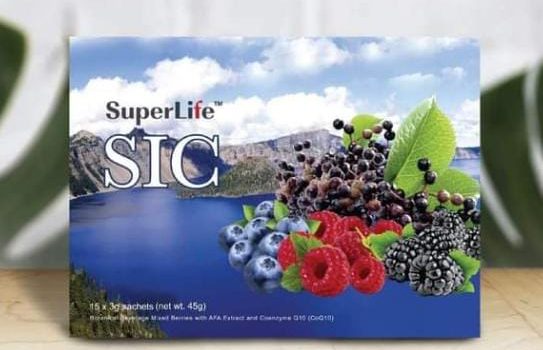 SuperLife™
SIC
15 x 3g sachets (net wt. 45g)
Botanical Beverage Mixed Berries with AFA Extract and Coenzyme Q10 (CoQ10)